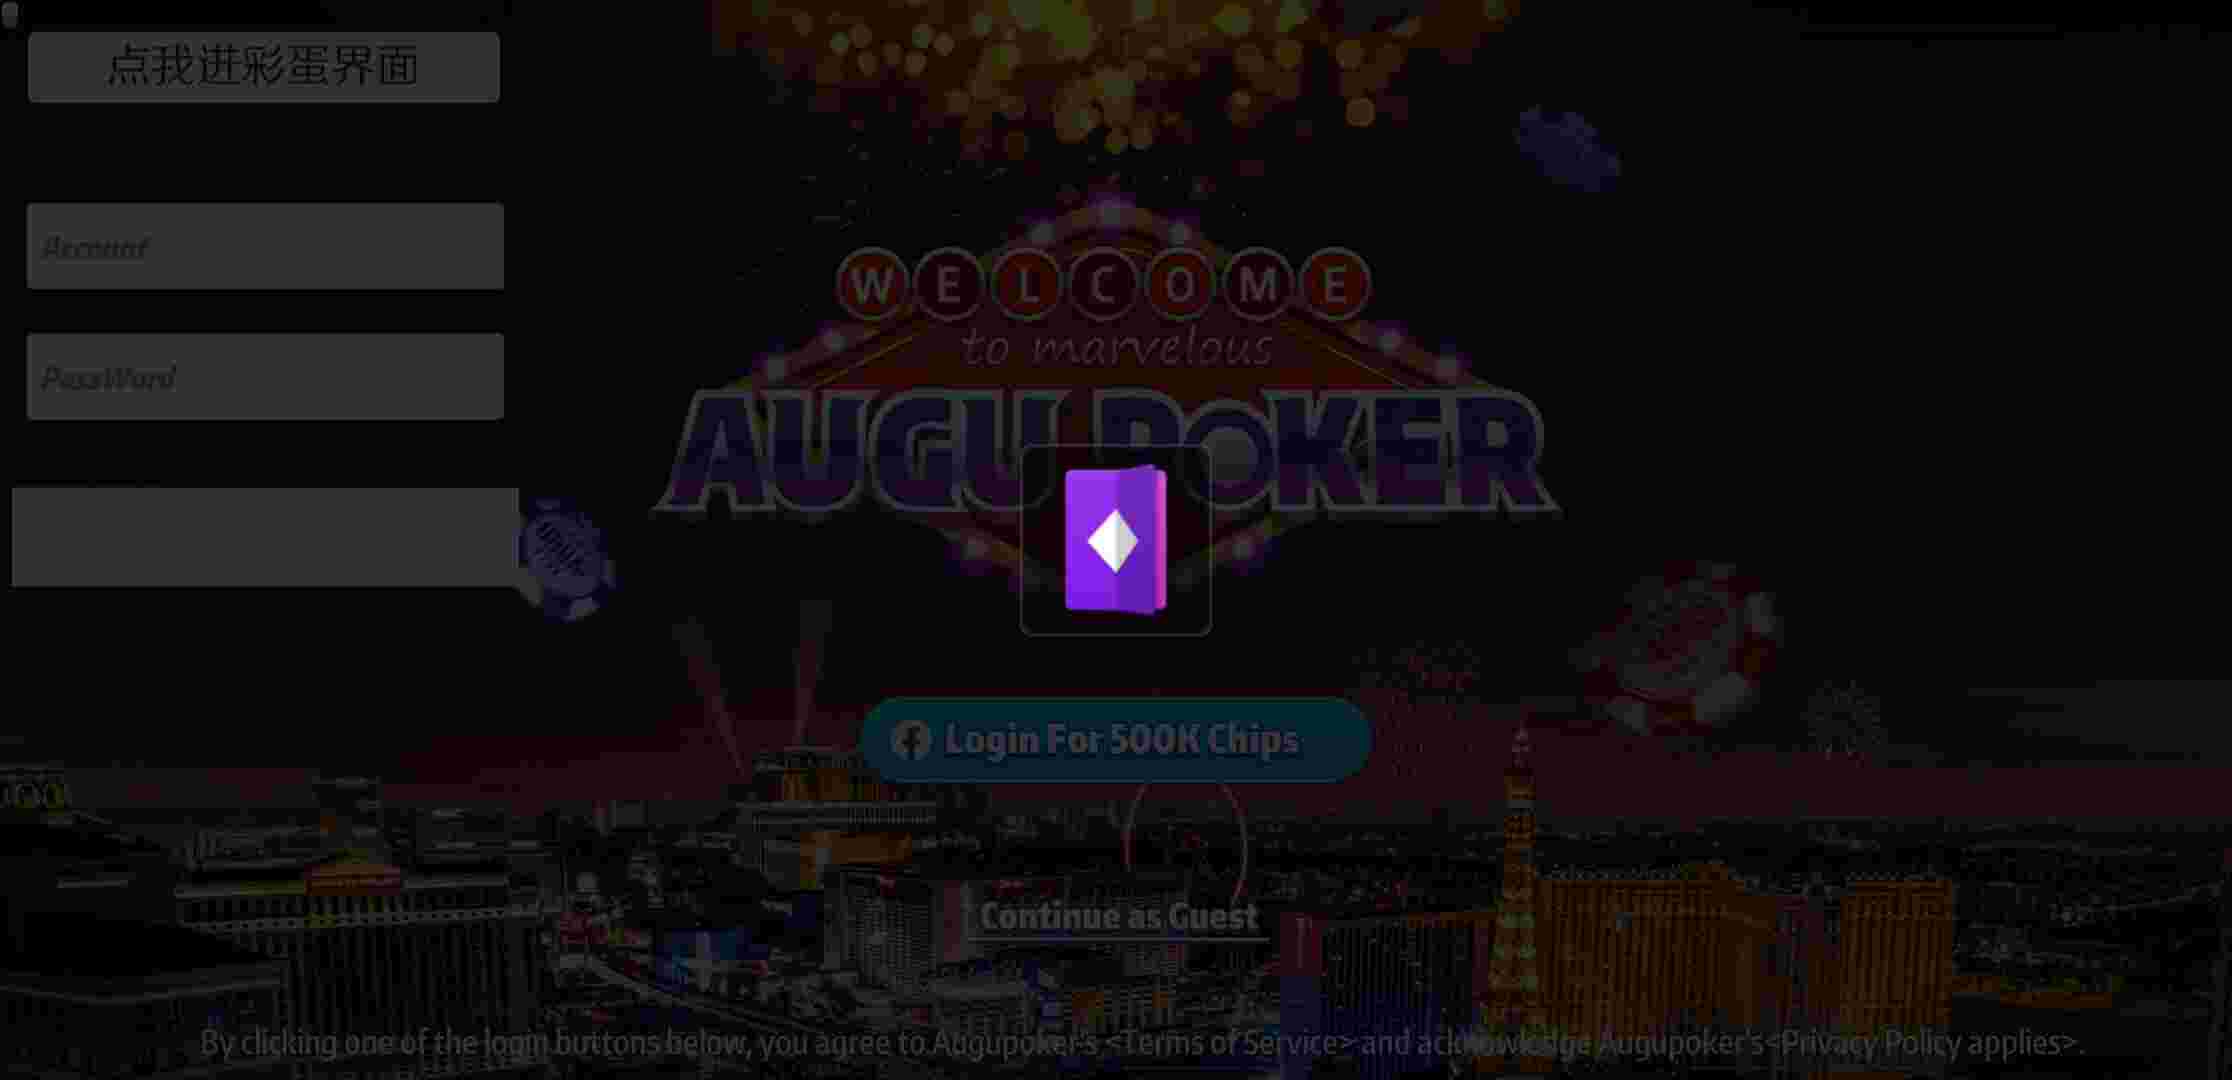 点我进彩蛋界面
Account
PassWord
WELCOME
to marvelous
AUGU POKER
Login For 500K Chips
Continue as Guest
By clicking one of the login buttons below, you agree to Augupoker's <Terms of Service> and acknowledge Augupoker's<Privacy Policy applies>.